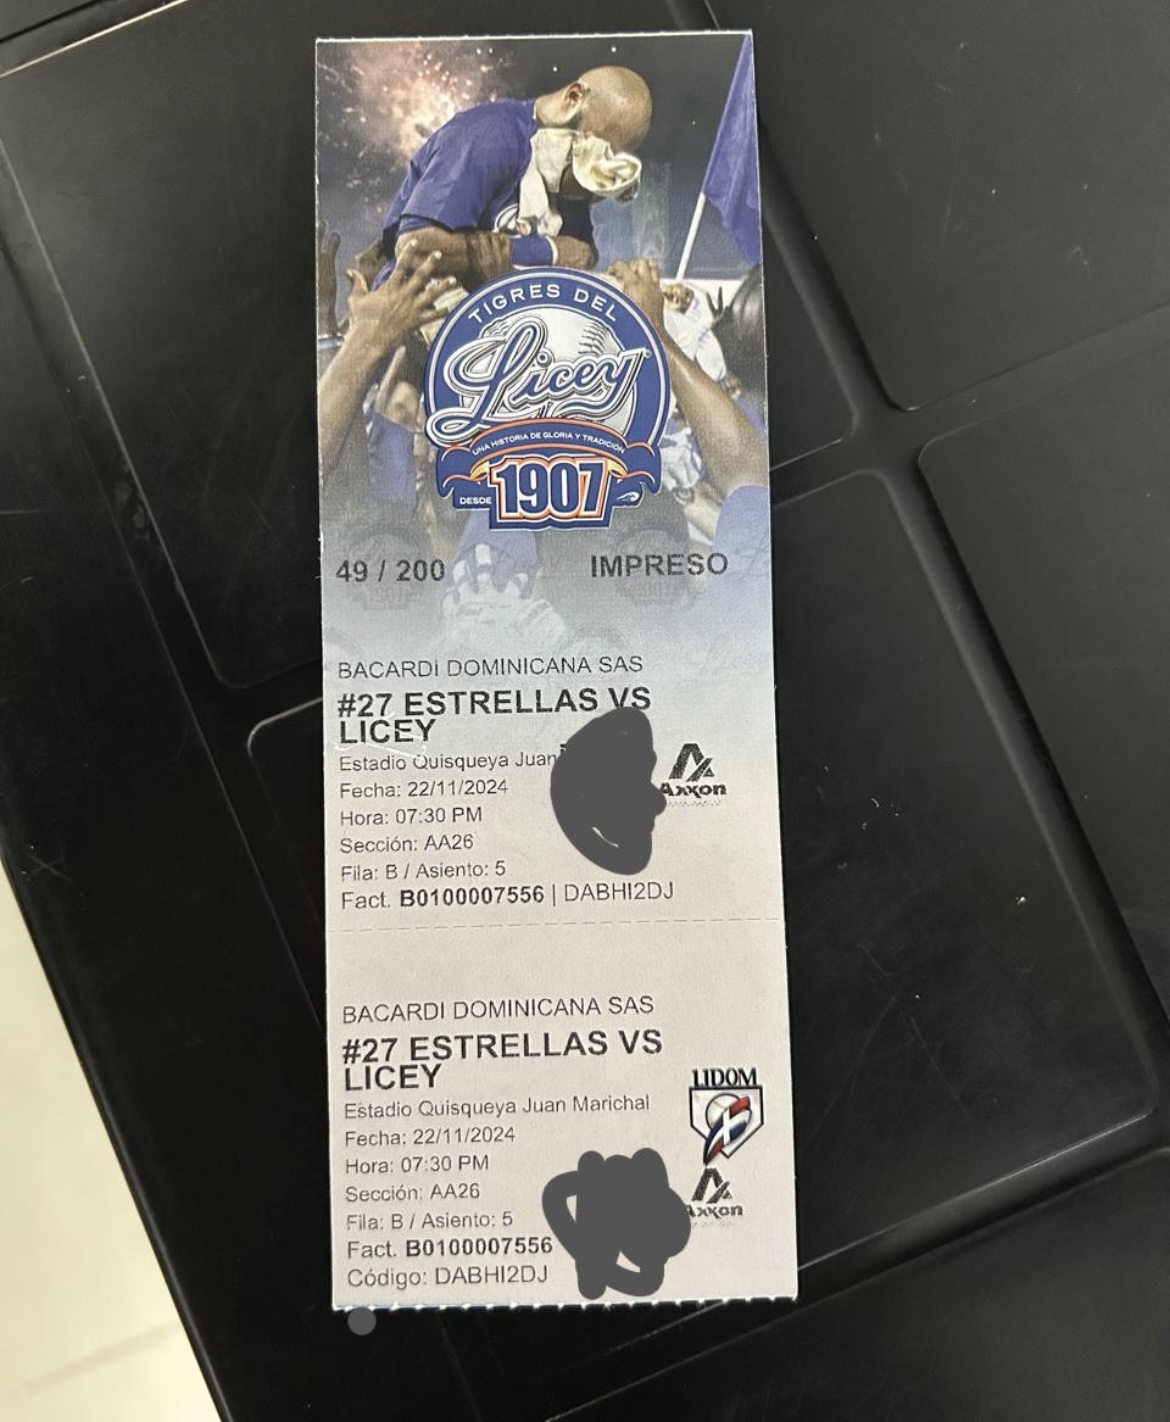 TIGRES DEL
Licey
UNA HISTORIA DE GLORIA Y TRADICIÓN
DESDE 1907
49 / 200 IMPRESO
BACARDI DOMINICANA SAS
#27 ESTRELLAS VS
LICEY
Estadio Quisqueya Juan
Fecha: 22/11/2024
Axxon
Hora: 07:30 PM
Sección: AA26
Fila: B / Asiento: 5
Fact. B0100007556 | DABHI2DJ
BACARDI DOMINICANA SAS
#27 ESTRELLAS VS
LICEY
LIDOM
Estadio Quisqueya Juan Marichal
Fecha: 22/11/2024
Hora: 07:30 PM
Sección: AA26
Axxon
Fila: B / Asiento: 5
Fact. B0100007556
Código: DABHI2DJ